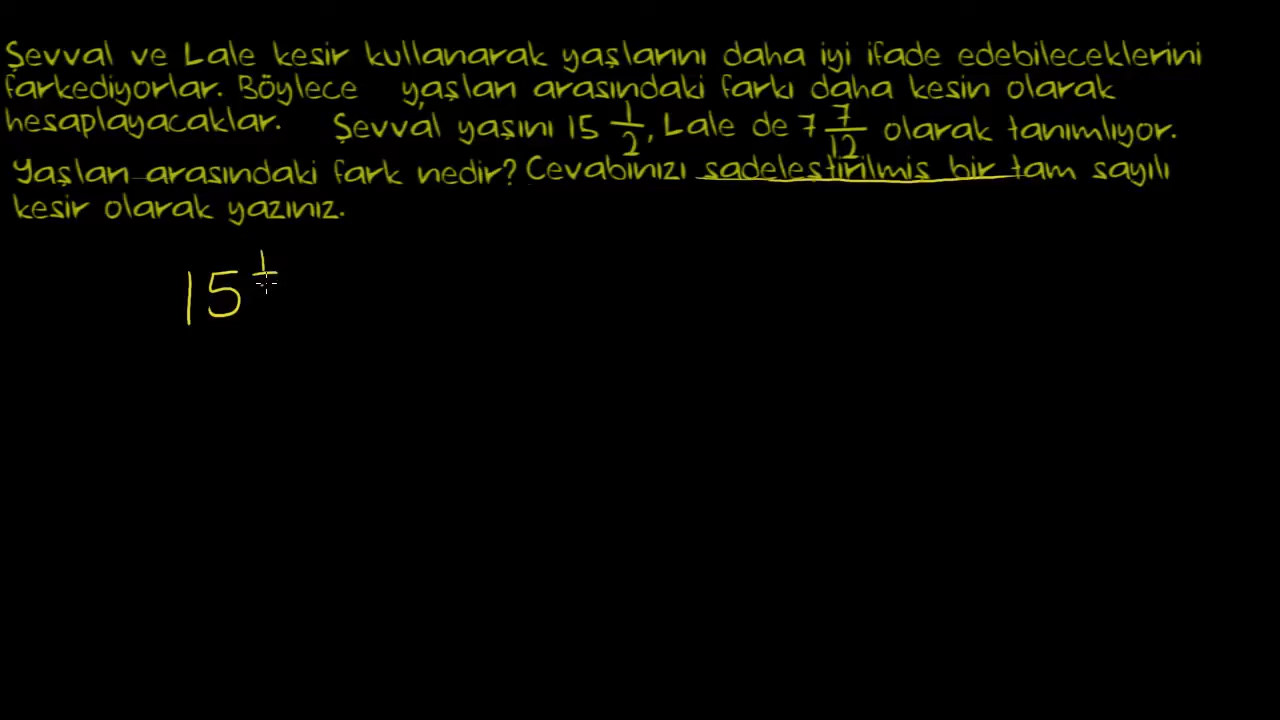 Şevval ve Lale kesir kullanarak yaşlarını daha iyi ifade edebileceklerini
farkediyorlar. Böylece yaşları arasındaki farkı daha kesin olarak
hesaplayacaklar. Şevval yaşını 15 1/2, Lale de 7 7/12 olarak tanımlıyor.
Yaşları arasındaki fark nedir? Cevabınızı sadeleştirilmiş bir tam sayılı
kesir olarak yazınız.
15 1